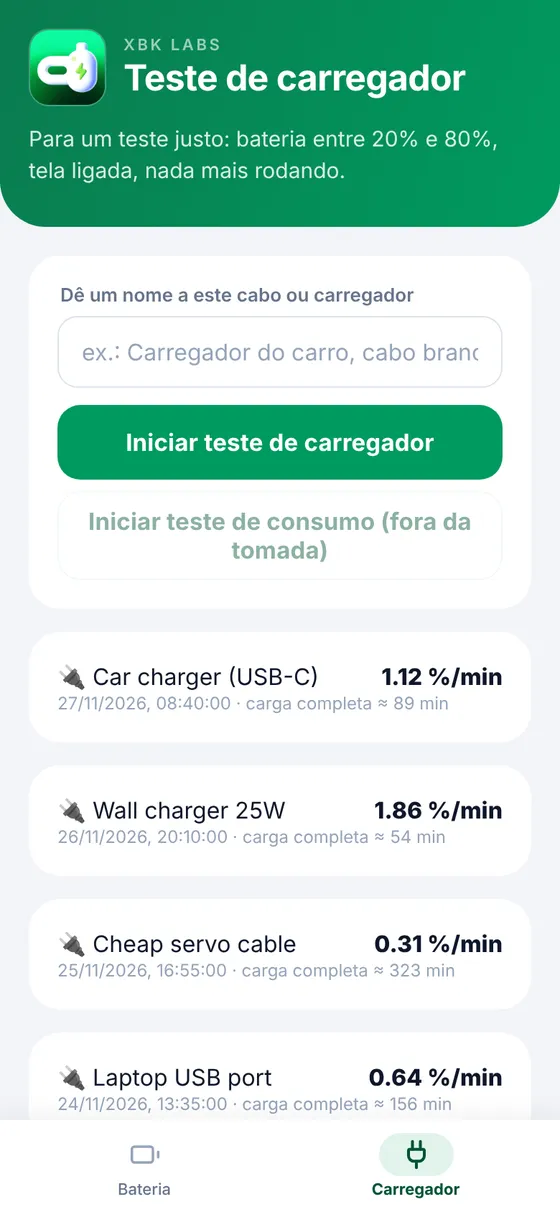 XBK LABS
Teste de carregador
Para um teste justo: bateria entre 20% e 80%,
tela ligada, nada mais rodando.
Dê um nome a este cabo ou carregador
ex.: Carregador do carro, cabo branc
Iniciar teste de carregador
Iniciar teste de consumo (fora da
tomada)
Car charger (USB-C) 1.12 %/min
27/11/2026, 08:40:00 · carga completa ≈ 89 min
Wall charger 25W 1.86 %/min
26/11/2026, 20:10:00 · carga completa ≈ 54 min
Cheap servo cable 0.31 %/min
25/11/2026, 16:55:00 · carga completa ≈ 323 min
Laptop USB port 0.64 %/min
24/11/2026, 13:35:00 · carga completa ≈ 156 min
Bateria Carregador